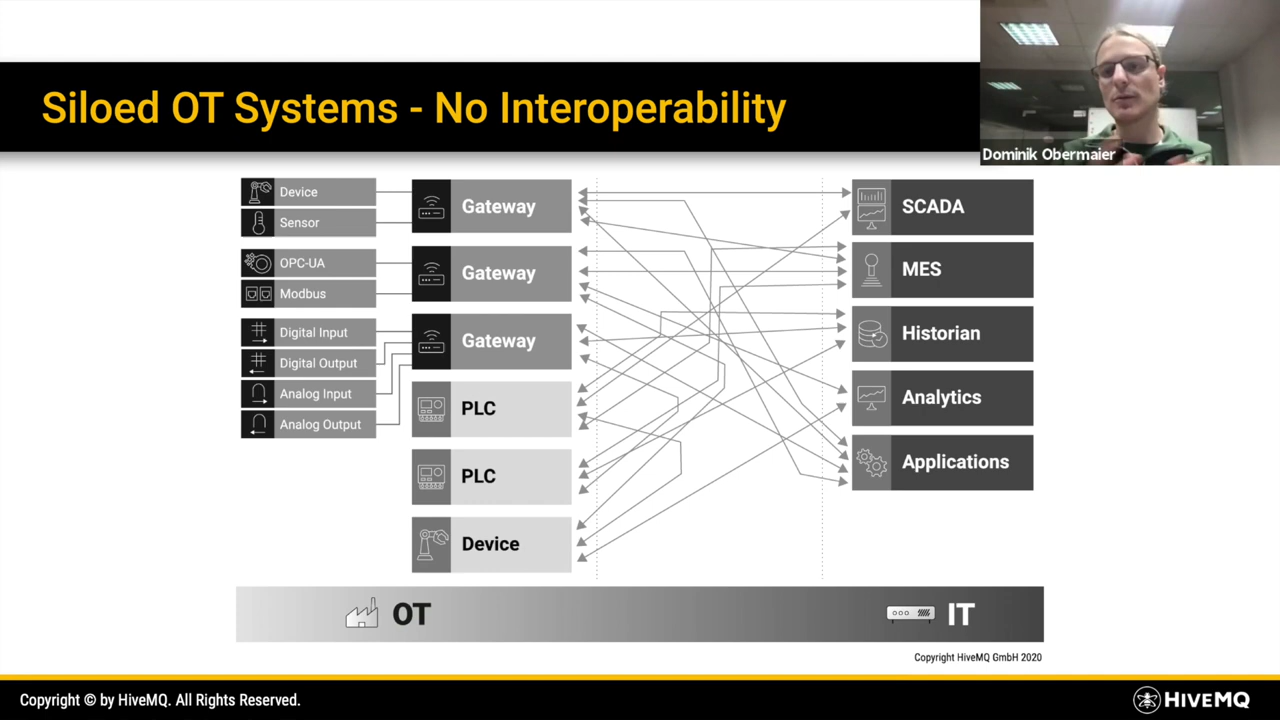 Siloed OT Systems - No Interoperability
Dominik Obermaier
Device
Sensor
OPC-UA
Modbus
Digital Input
Digital Output
Analog Input
Analog Output
Gateway
Gateway
Gateway
PLC
PLC
Device
SCADA
MES
Historian
Analytics
Applications
OT
IT
Copyright HiveMQ GmbH 2020
Copyright © by HiveMQ. All Rights Reserved.
HIVEMQ